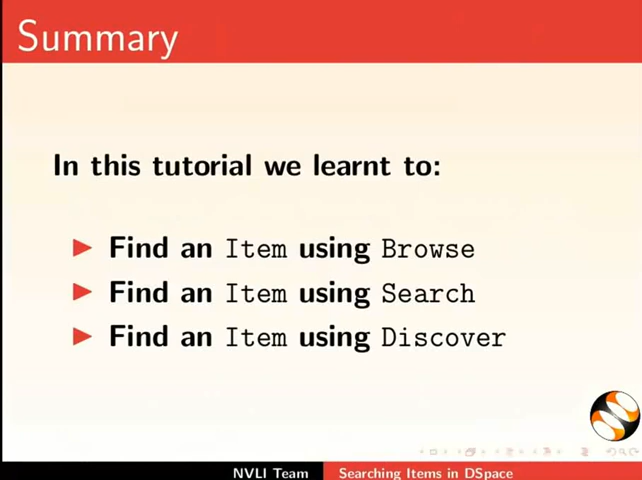 Summary
In this tutorial we learnt to:
Find an Item using Browse
Find an Item using Search
Find an Item using Discover
NVLI Team
Searching Items in DSpace